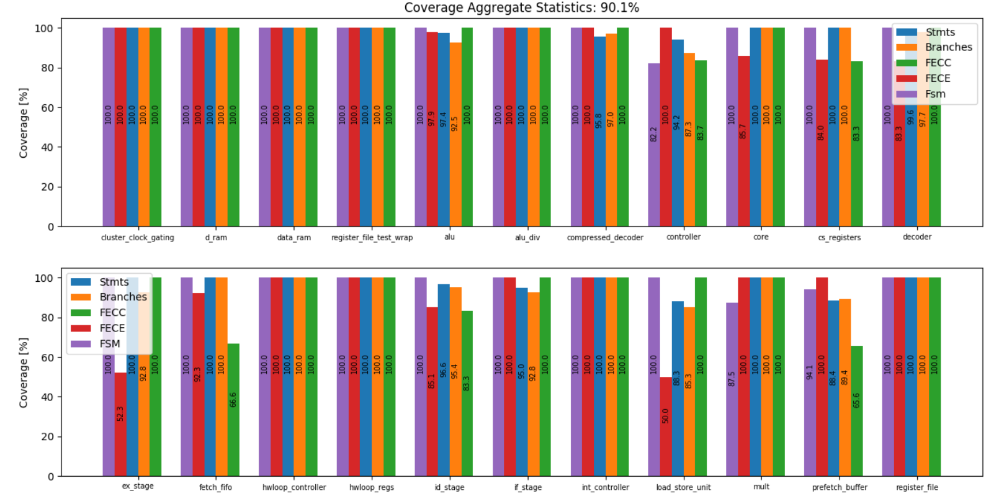 Coverage Aggregate Statistics: 90.1%
Coverage [%]
100
80
60
40
20
0
100.0 100.0 100.0 100.0 100.0
100.0 100.0 100.0 100.0 100.0
100.0 100.0 100.0 100.0 100.0
100.0 100.0 100.0 100.0 100.0
100.0 97.9 97.4 92.5 100.0
100.0 100.0 100.0 100.0 100.0
100.0 100.0 95.8 97.0 100.0
82.2 100.0 94.2 87.3 83.7
100.0 85.7 100.0 100.0 100.0
100.0 84.0 100.0 100.0 83.3
100.0 83.3 99.6 97.7 100.0
Stmts
Branches
FECC
FECE
Fsm
cluster_clock_gating d_ram data_ram register_file_test_wrap alu alu_div compressed_decoder controller core cs_registers decoder
Coverage [%]
100
80
60
40
20
0
Stmts
Branches
FECC
FECE
FSM
100.0 52.3 100.0 92.8 100.0
100.0 92.3 100.0 100.0 66.6
100.0 100.0 100.0 100.0 100.0
100.0 100.0 100.0 100.0 100.0
100.0 85.1 96.6 95.4 83.3
100.0 100.0 95.0 92.8 100.0
100.0 100.0 100.0 100.0 100.0
100.0 50.0 88.3 85.3 100.0
87.5 100.0 100.0 100.0 100.0
94.1 100.0 88.4 89.4 65.6
100.0 100.0 100.0 100.0 100.0
ex_stage fetch_fifo hwloop_controller hwloop_regs id_stage if_stage int_controller load_store_unit mult prefetch_buffer register_file